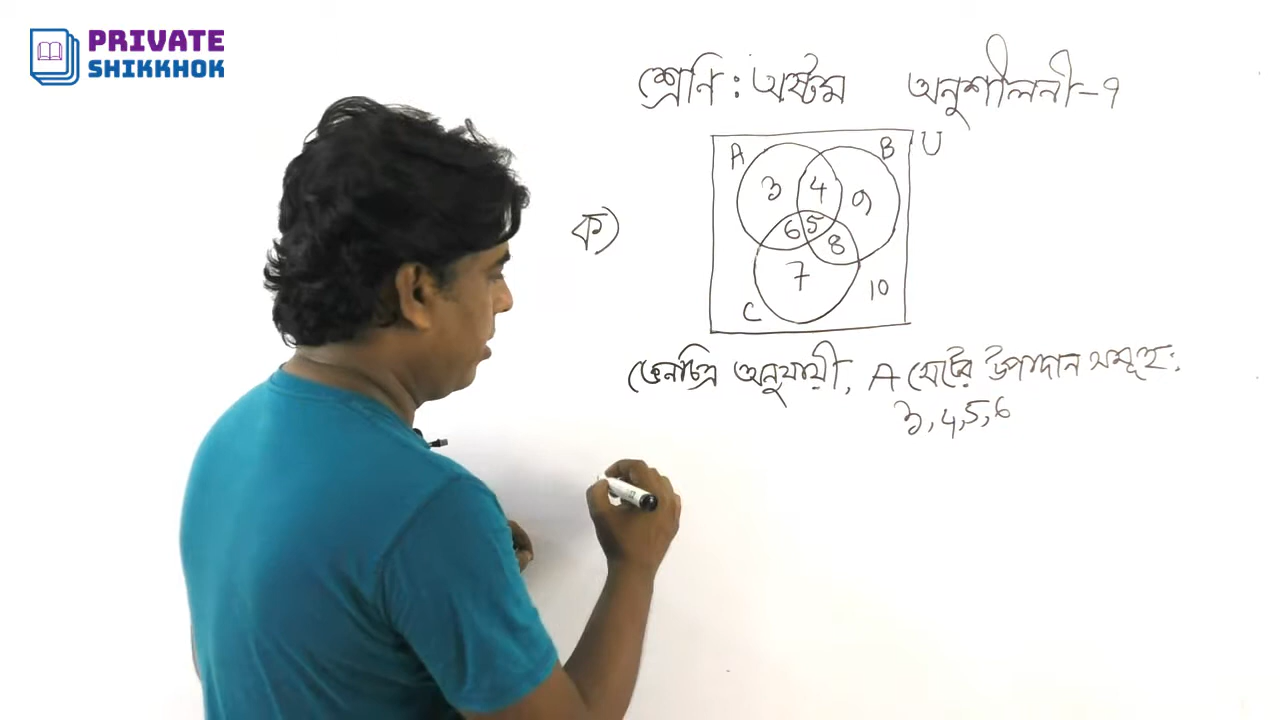 PRIVATE
SHIKKHOK
শ্রেণি : অষ্টম অনুশীলনী-৭
A B U
3 4 9
ক) 6 5 8
7 10
C
ভেনচিত্র অনুযায়ী, A সেটের উপাদান সমূহ:
3, 4, 5, 6